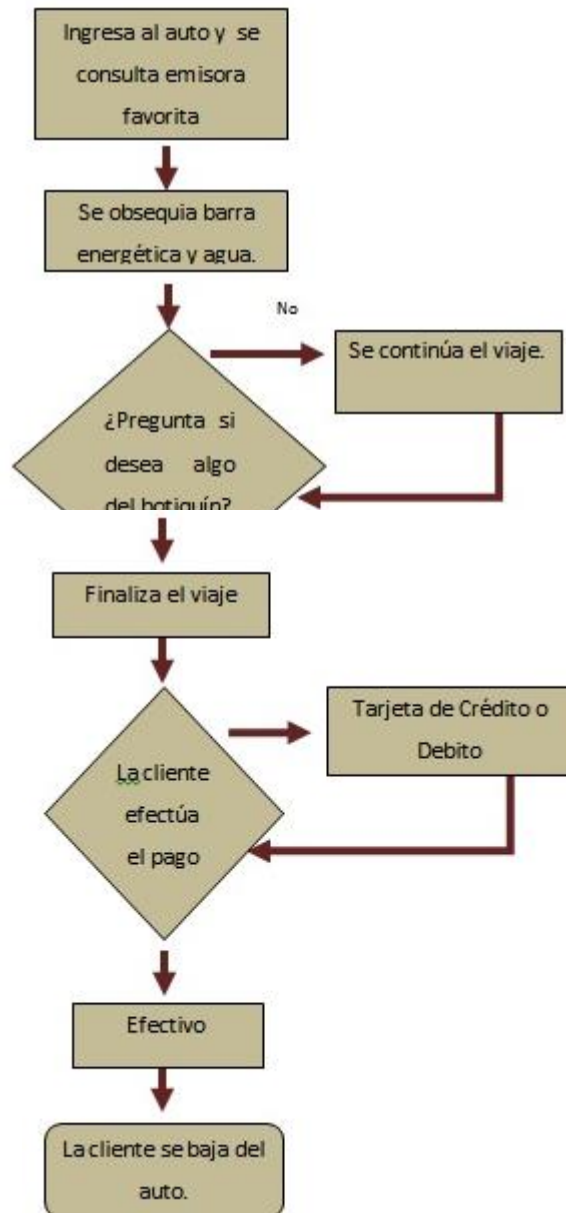 Ingresa al auto y se
consulta emisora
favorita
Se obsequia barra
energética y agua.
No
Se continúa el viaje.
¿Pregunta si
desea algo
del botiquín?
Finaliza el viaje
Tarjeta de Crédito o
Debito
La cliente
efectúa
el pago
Efectivo
La cliente se baja del
auto.